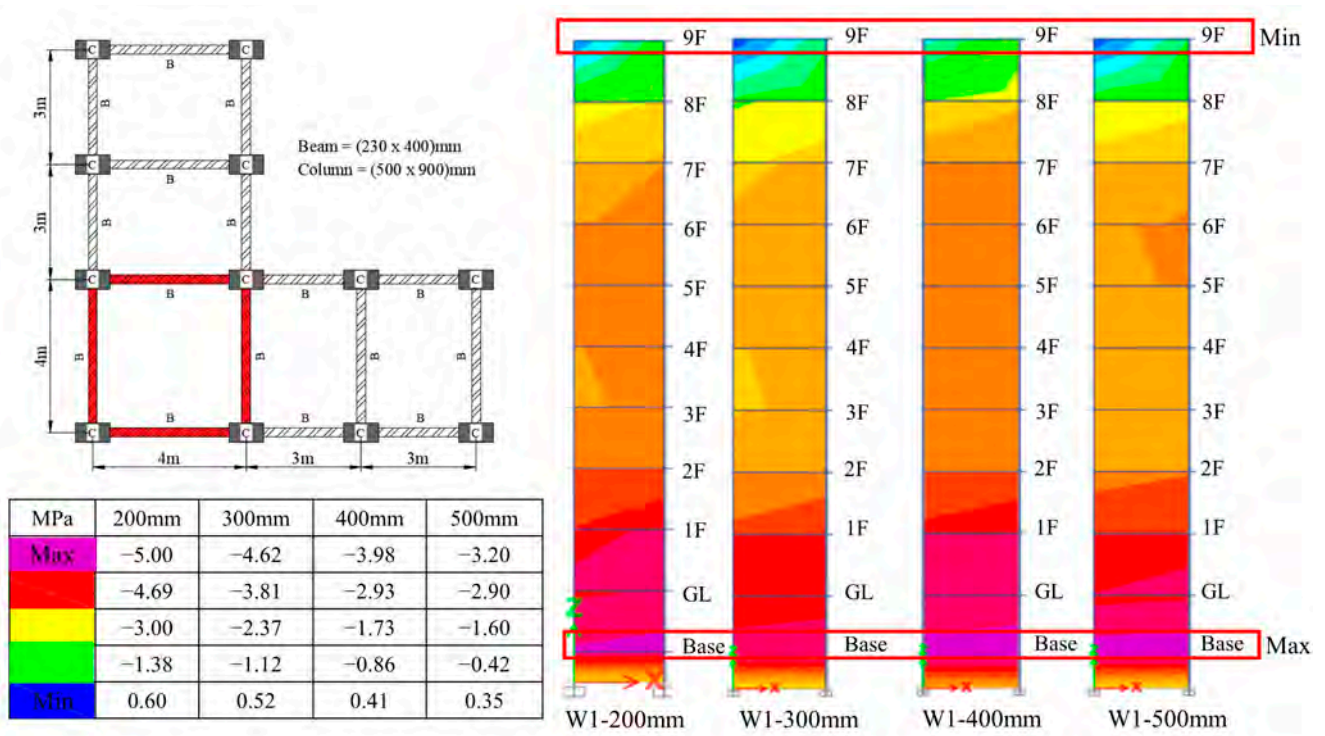 C
C
B
3m
B
B
C
C
B
Beam = (230 x 400)mm
Column = (500 x 900)mm
3m
B
B
C
C
C
C
B
B
B
4m
B
B
B
B
B
B
B
C
C
C
C
4m
3m
3m
MPa 200mm 300mm 400mm 500mm
Max −5.00 −4.62 −3.98 −3.20
−4.69 −3.81 −2.93 −2.90
−3.00 −2.37 −1.73 −1.60
−1.38 −1.12 −0.86 −0.42
Min 0.60 0.52 0.41 0.35
9F 9F 9F 9F Min
8F 8F 8F 8F
7F 7F 7F 7F
6F 6F 6F 6F
5F 5F 5F 5F
4F 4F 4F 4F
3F 3F 3F 3F
2F 2F 2F 2F
1F 1F 1F 1F
GL GL GL GL
Z
Base Base Base Base Max
X X X X
W1-200mm W1-300mm W1-400mm W1-500mm